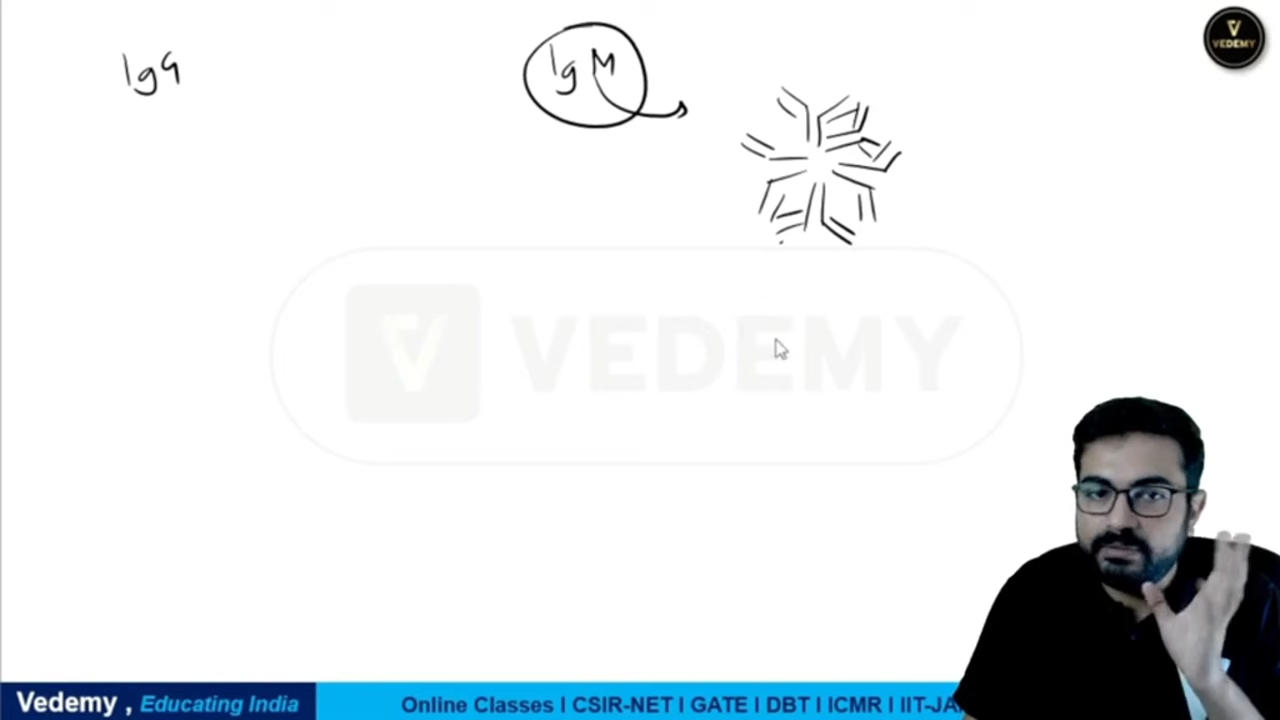 IgG
IgM
VEDEMY
VEDEMY
Vedemy , Educating India
Online Classes I CSIR-NET I GATE I DBT I ICMR I IIT-JA